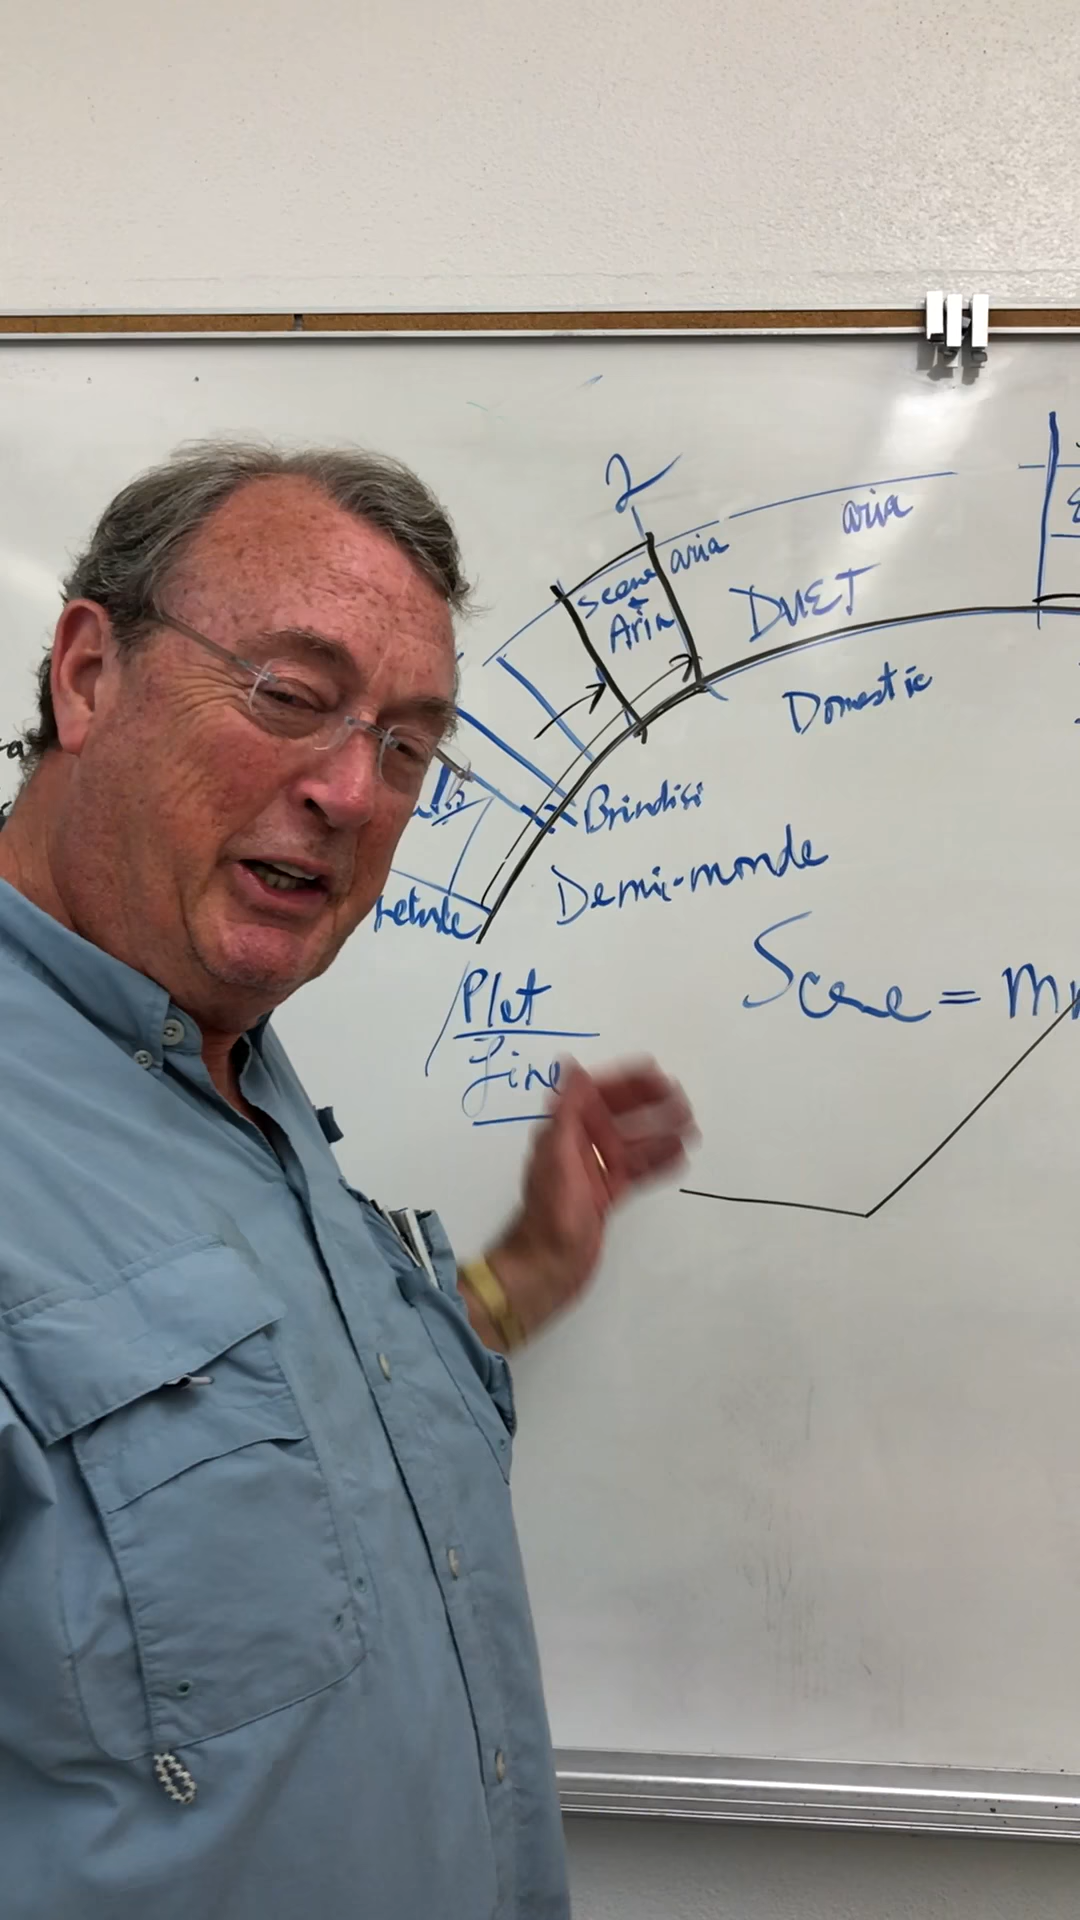 2
aria
aria
scene
+
Aria
DUET
Domestic
Brindisi
Demi-monde
Scene =
Plot
Line